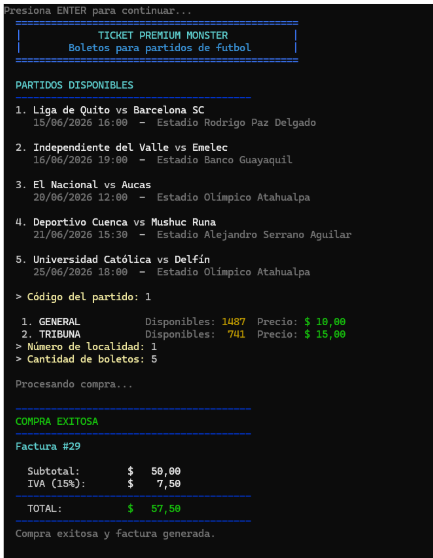 Presiona ENTER para continuar...
TICKET PREMIUM MONSTER
Boletos para partidos de futbol
PARTIDOS DISPONIBLES
1. Liga de Quito vs Barcelona SC
15/06/2026 16:00 – Estadio Rodrigo Paz Delgado
2. Independiente del Valle vs Emelec
16/06/2026 19:00 – Estadio Banco Guayaquil
3. El Nacional vs Aucas
20/06/2026 12:00 – Estadio Olímpico Atahualpa
4. Deportivo Cuenca vs Mushuc Runa
21/06/2026 15:30 – Estadio Alejandro Serrano Aguilar
5. Universidad Católica vs Delfín
25/06/2026 18:00 – Estadio Olímpico Atahualpa
> Código del partido: 1
1. GENERAL Disponibles: 1487 Precio: $ 10,00
2. TRIBUNA Disponibles: 741 Precio: $ 15,00
> Número de localidad: 1
> Cantidad de boletos: 5
Procesando compra...
COMPRA EXITOSA
Factura #29
Subtotal: $ 50,00
IVA (15%): $ 7,50
TOTAL: $ 57,50
Compra exitosa y factura generada.